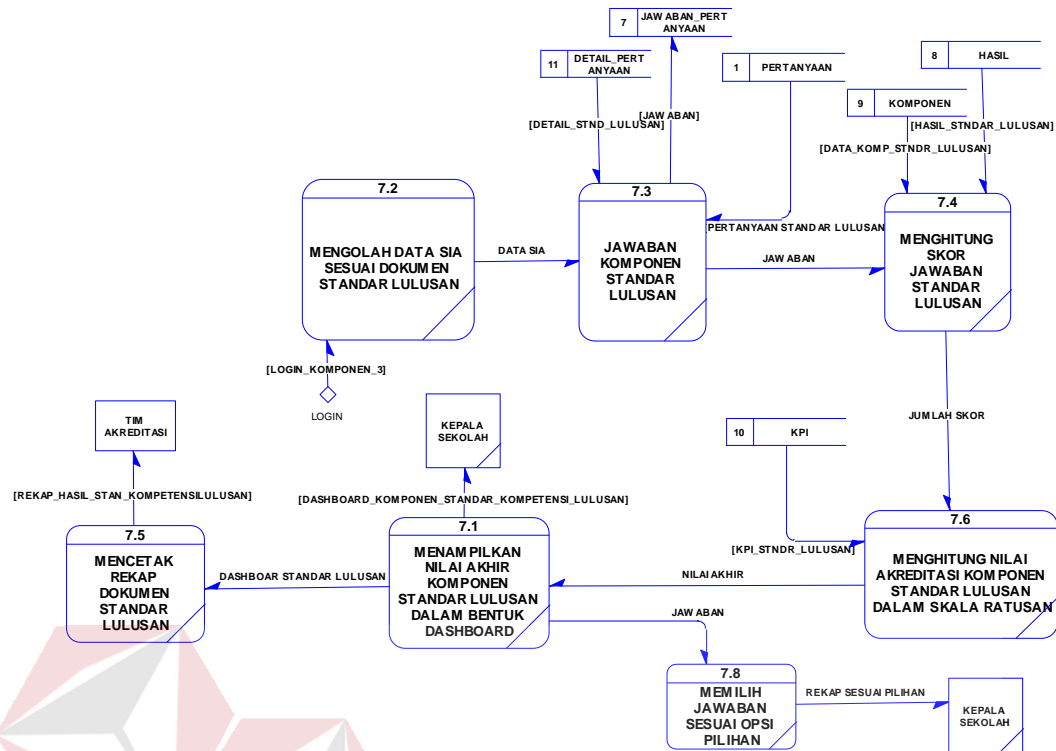 7
JAWABAN_PERT
ANYAAN
11
DETAIL_PERT
ANYAAN
1
PERTANYAAN
8
HASIL
9
KOMPONEN
[DETAIL_STND_LULUSAN]
[JAWABAN]
[HASIL_STNDAR_LULUSAN]
[DATA_KOMP_STNDR_LULUSAN]
7.2
MENGOLAH DATA SIA
SESUAI DOKUMEN
STANDAR LULUSAN
DATA SIA
7.3
JAWABAN
KOMPONEN
STANDAR
LULUSAN
[PERTANYAAN STANDAR LULUSAN]
JAWABAN
7.4
MENGHITUNG
SKOR
JAWABAN
STANDAR
LULUSAN
[LOGIN_KOMPONEN_3]
LOGIN
JUMLAH SKOR
TIM
AKREDITASI
KEPALA
SEKOLAH
10
KPI
[REKAP_HASIL_STAN_KOMPETENSILULUSAN]
[DASHBOARD_KOMPONEN_STANDAR_KOMPETENSI_LULUSAN]
[KPI_STNDR_LULUSAN]
7.5
MENCETAK
REKAP
DOKUMEN
STANDAR
LULUSAN
DASHBOAR STANDAR LULUSAN
7.1
MENAMPILKAN
NILAI AKHIR
KOMPONEN
STANDAR LULUSAN
DALAM BENTUK
DASHBOARD
NILAI AKHIR
7.6
MENGHITUNG NILAI
AKREDITASI KOMPONEN
STANDAR LULUSAN
DALAM SKALA RATUSAN
JAWABAN
7.8
MEMILIH
JAWABAN
SESUAI OPSI
PILIHAN
REKAP SESUAI PILIHAN
KEPALA
SEKOLAH